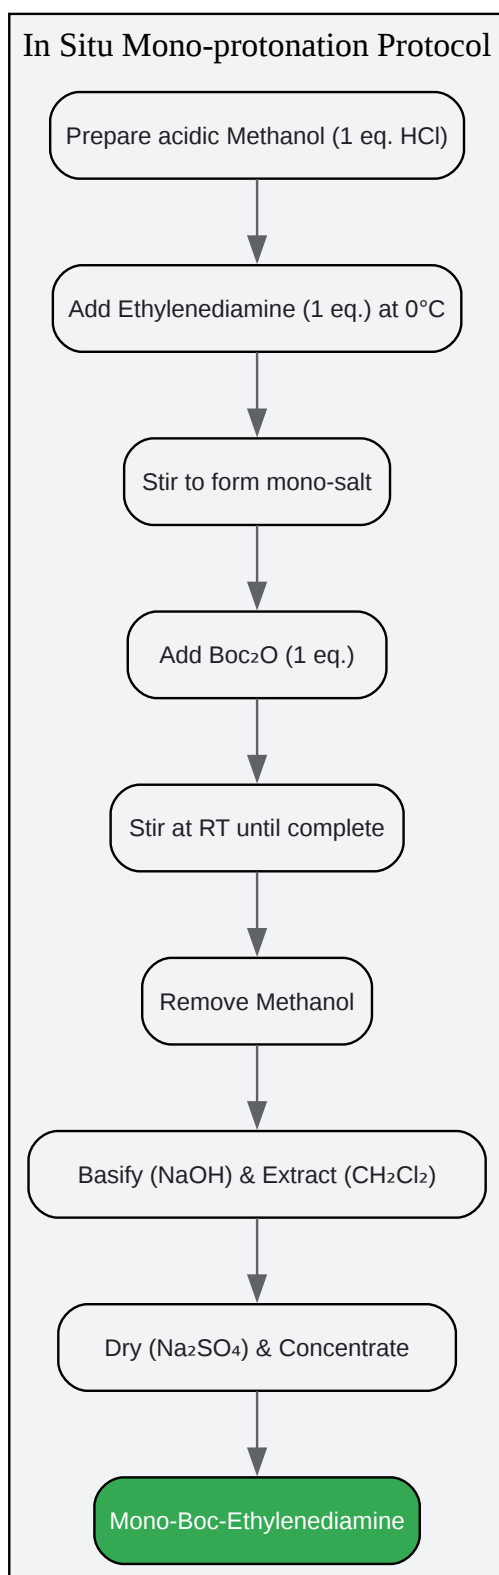 In Situ Mono-protonation Protocol
Prepare acidic Methanol (1 eq. HCl)
Add Ethylenediamine (1 eq.) at 0°C
Stir to form mono-salt
Add Boc₂O (1 eq.)
Stir at RT until complete
Remove Methanol
Basify (NaOH) & Extract (CH₂Cl₂)
Dry (Na₂SO₄) & Concentrate
Mono-Boc-Ethylenediamine